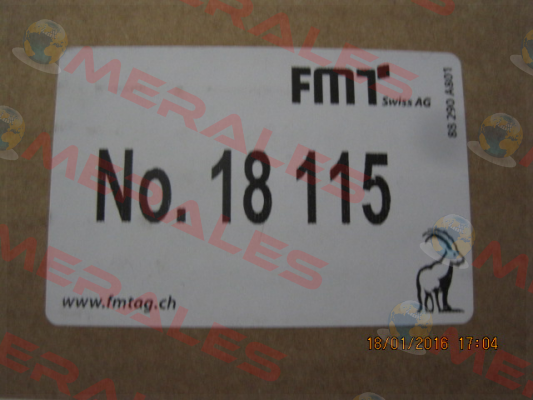 FMT
Swiss AG
88 290 A801
No. 18 115
www.fmtag.ch
18/01/2016 17:04
MERALES
MERALES
MERALES